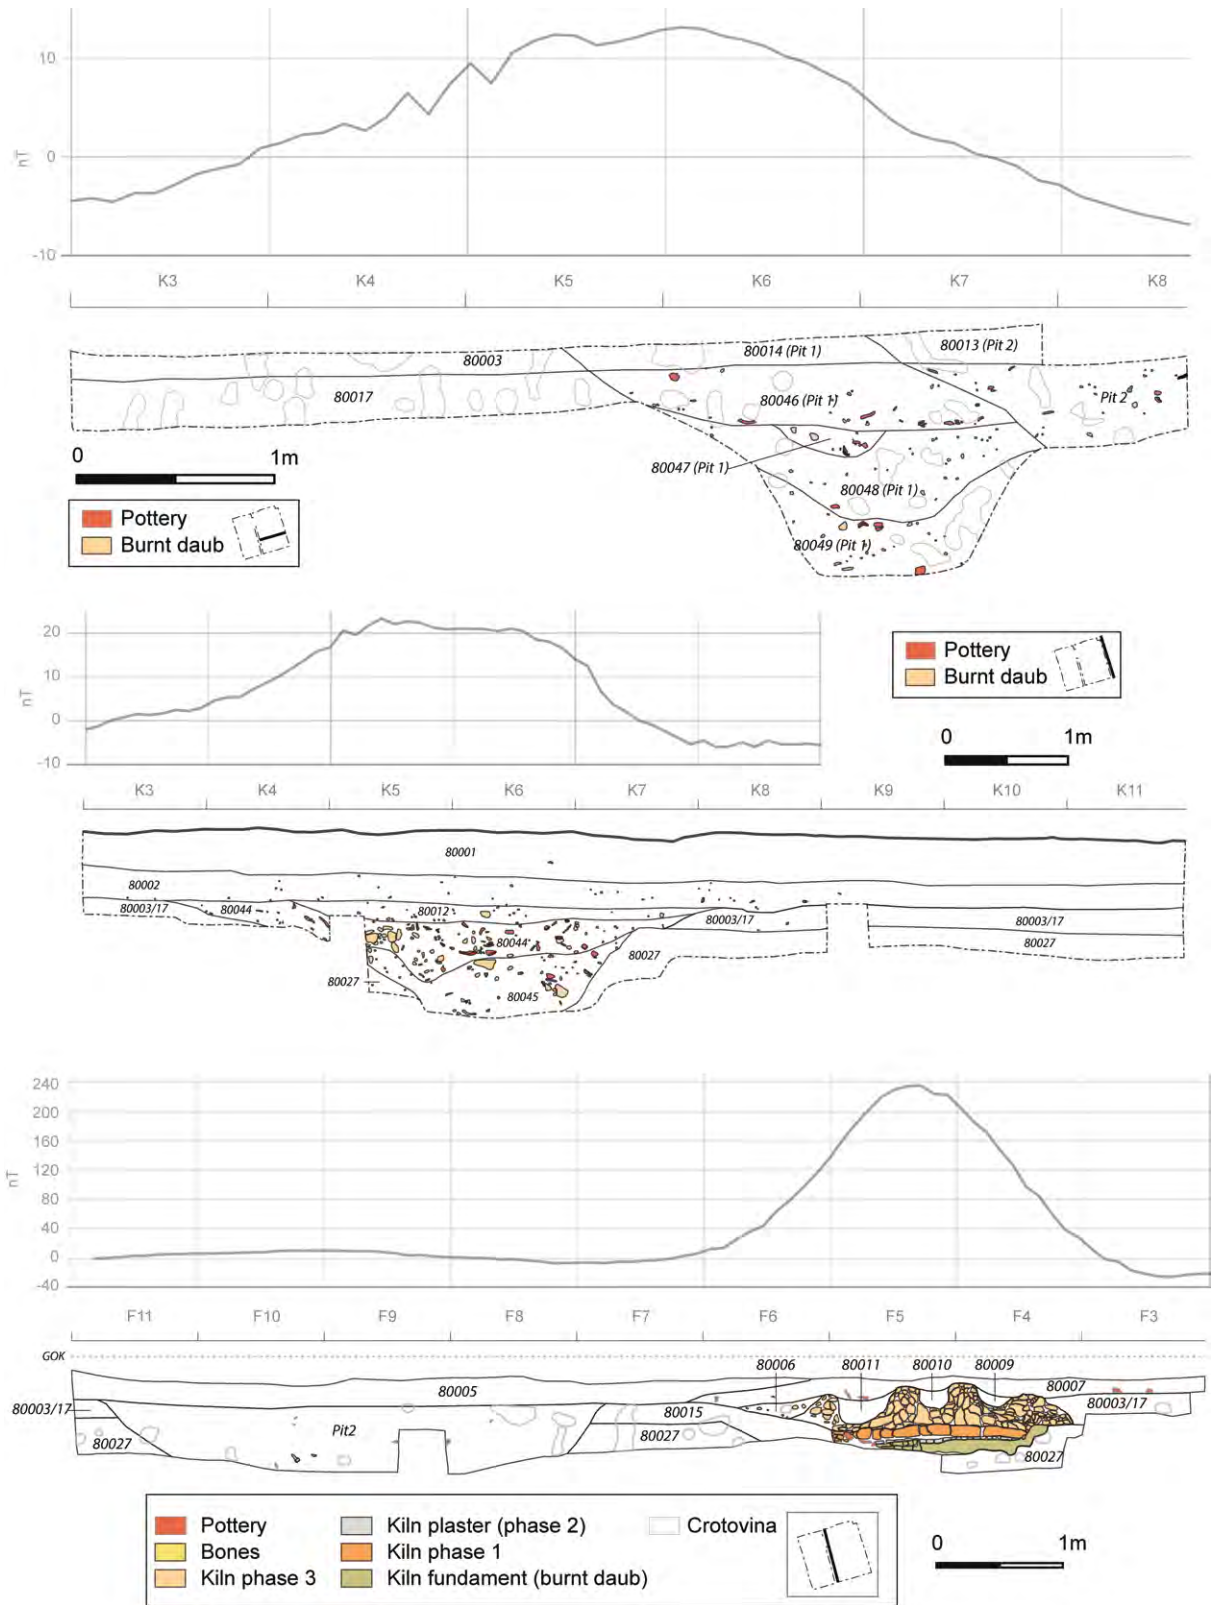 10
0
nT
-10
K3 K4 K5 K6 K7 K8
80003
80014 (Pit 1)
80013 (Pit 2)
80017
80046 (Pit 1)
Pit 2
80047 (Pit 1)
80048 (Pit 1)
80049 (Pit 1)
0 1m
Pottery
Burnt daub
20
10
nT
0
-10
Pottery
Burnt daub
0 1m
K3 K4 K5 K6 K7 K8 K9 K10 K11
80001
80002
80003/17
80044
80012
80044
80003/17
80003/17
80027
80027
80027
80045
240
200
160
120
nT
80
40
0
-40
F11 F10 F9 F8 F7 F6 F5 F4 F3
GOK
80006 80011 80010 80009
80005
80007
80003/17
80015
80003/17
Pit2
80027
80027
80027
Pottery
Bones
Kiln phase 3
Kiln plaster (phase 2)
Kiln phase 1
Kiln fundament (burnt daub)
Crotovina
0 1m